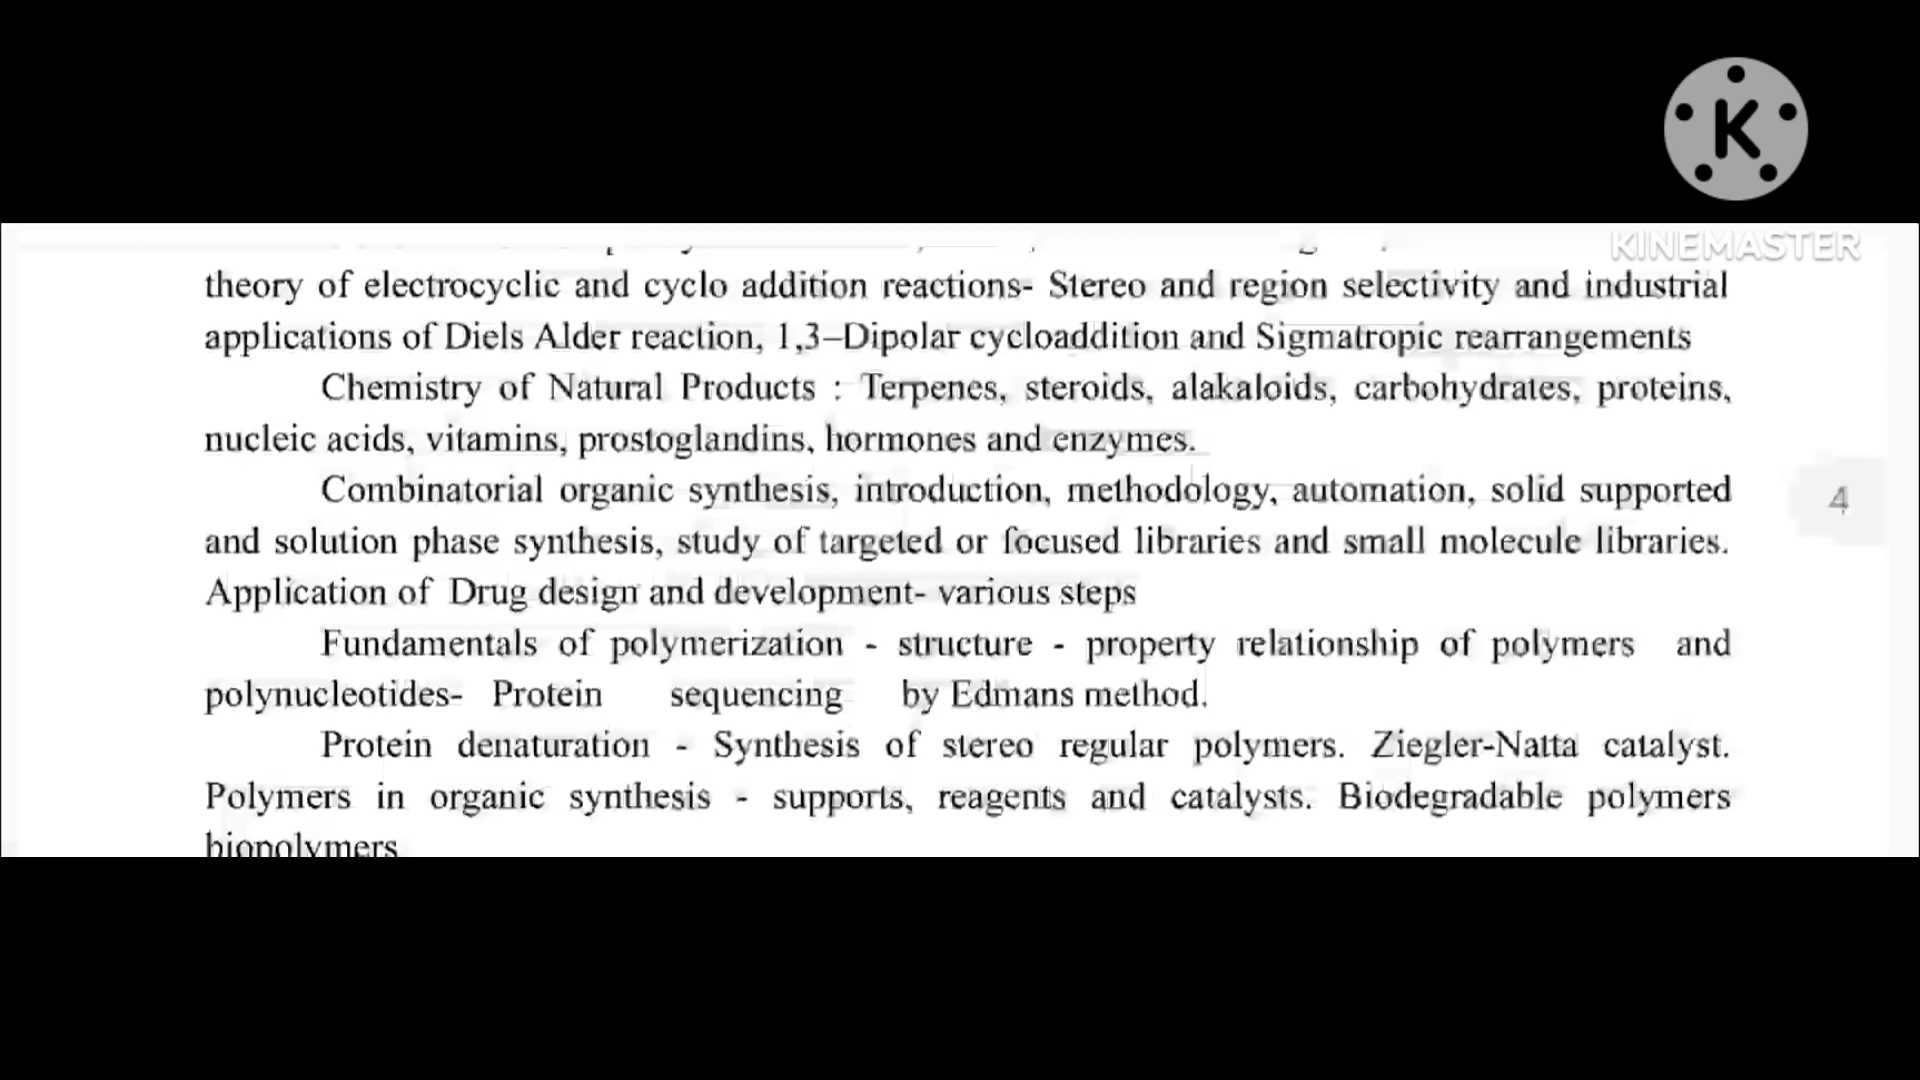 K
KINEMASTER
theory of electrocyclic and cyclo addition reactions- Stereo and region selectivity and industrial
applications of Diels Alder reaction, 1,3–Dipolar cycloaddition and Sigmatropic rearrangements
Chemistry of Natural Products : Terpenes, steroids, alakaloids, carbohydrates, proteins,
nucleic acids, vitamins, prostoglandins, hormones and enzymes.
Combinatorial organic synthesis, introduction, methodology, automation, solid supported
4
and solution phase synthesis, study of targeted or focused libraries and small molecule libraries.
Application of Drug design and development- various steps
Fundamentals of polymerization - structure - property relationship of polymers and
polynucleotides- Protein sequencing by Edmans method.
Protein denaturation - Synthesis of stereo regular polymers. Ziegler-Natta catalyst.
Polymers in organic synthesis - supports, reagents and catalysts. Biodegradable polymers
biopolymers